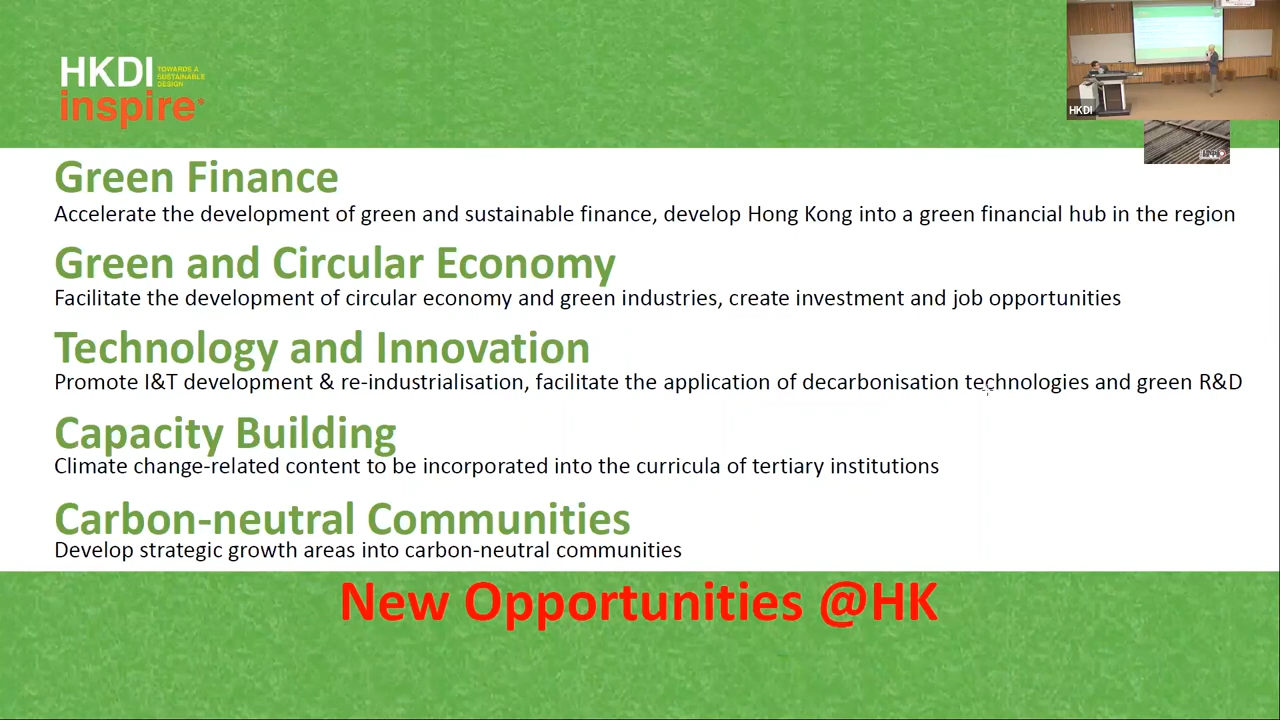 HKDI TOWARDS A
SUSTAINABLE
DESIGN
inspire
HKDI
Green Finance
Accelerate the development of green and sustainable finance, develop Hong Kong into a green financial hub in the region
Green and Circular Economy
Facilitate the development of circular economy and green industries, create investment and job opportunities
Technology and Innovation
Promote I&T development & re-industrialisation, facilitate the application of decarbonisation technologies and green R&D
Capacity Building
Climate change-related content to be incorporated into the curricula of tertiary institutions
Carbon-neutral Communities
Develop strategic growth areas into carbon-neutral communities
New Opportunities @HK